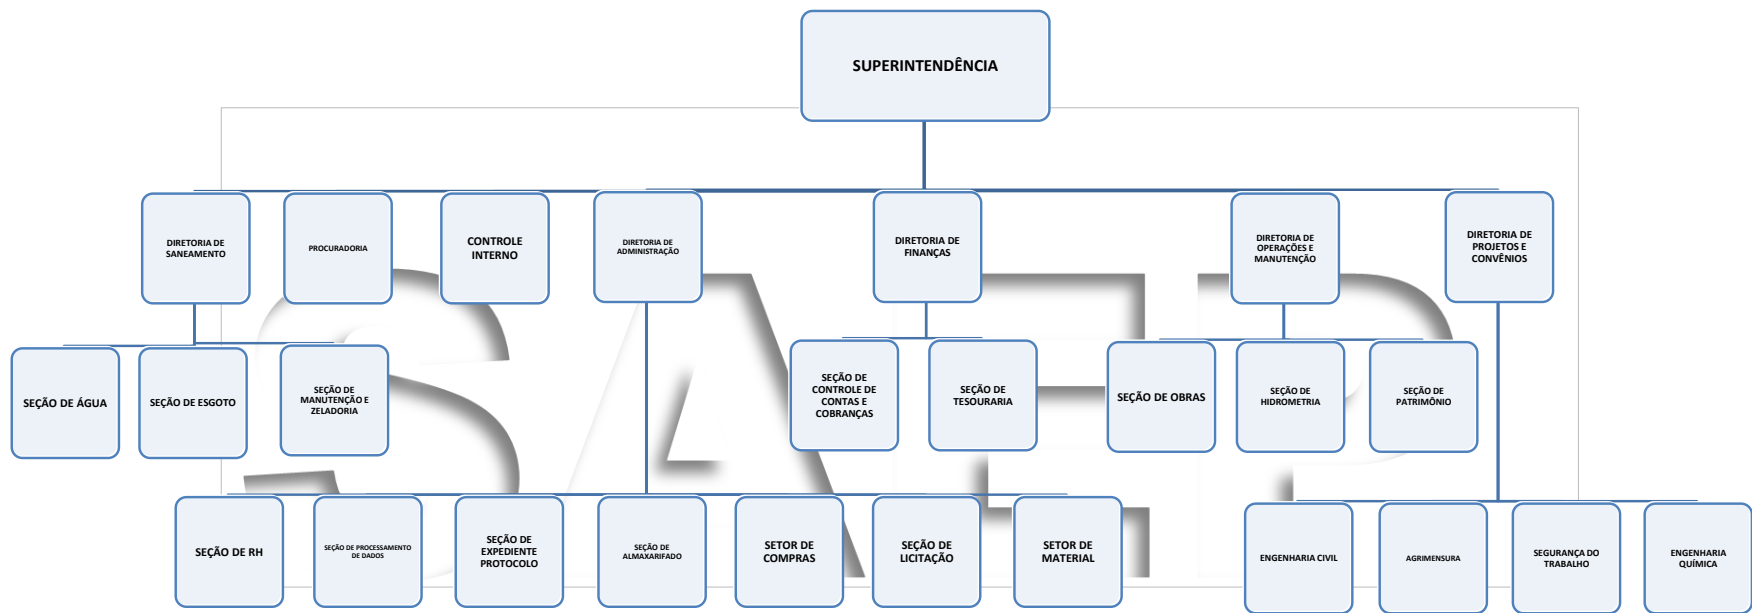 SUPERINTENDÊNCIA
DIRETORIA DE
SANEAMENTO
PROCURADORIA
CONTROLE
INTERNO
DIRETORIA DE
ADMINISTRAÇÃO
DIRETORIA DE
FINANÇAS
DIRETORIA DE
OPERAÇÕES E
MANUTENÇÃO
DIRETORIA DE
PROJETOS E
CONVÊNIOS
SEÇÃO DE ÁGUA
SEÇÃO DE ESGOTO
SEÇÃO DE
MANUTENÇÃO E
ZELADORIA
SEÇÃO DE
CONTROLE DE
CONTAS E
COBRANÇAS
SEÇÃO DE
TESOURARIA
SEÇÃO DE OBRAS
SEÇÃO DE
HIDROMETRIA
SEÇÃO DE
PATRIMÔNIO
SEÇÃO DE RH
SEÇÃO DE PROCESSAMENTO
DE DADOS
SEÇÃO DE
EXPEDIENTE
PROTOCOLO
SEÇÃO DE
ALMAXARIFADO
SETOR DE
COMPRAS
SEÇÃO DE
LICITAÇÃO
SETOR DE
MATERIAL
ENGENHARIA CIVIL
AGRIMENSURA
SEGURANÇA DO
TRABALHO
ENGENHARIA
QUÍMICA
SAEP